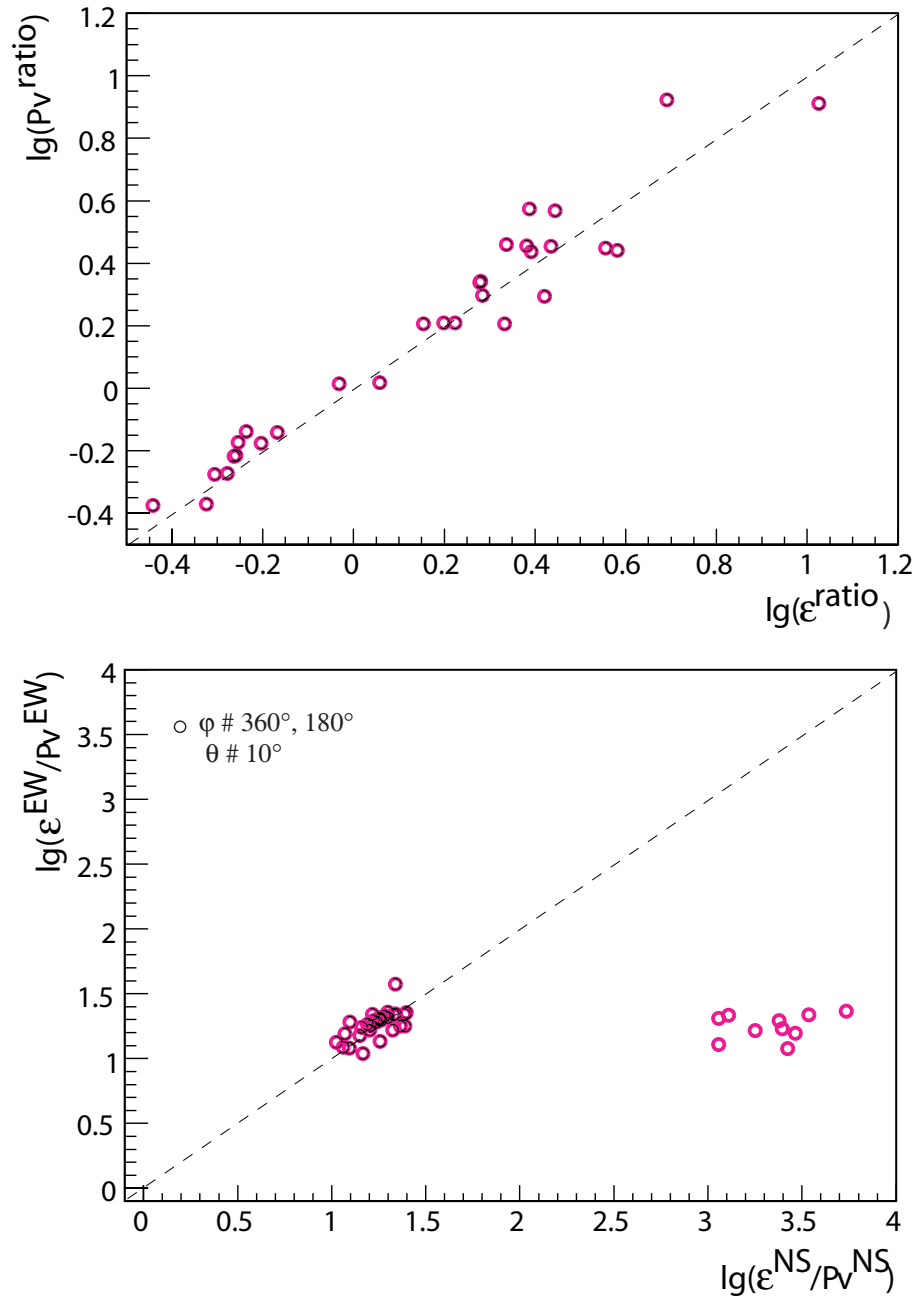 lg(Pv^ratio)
1.2
1
0.8
0.6
0.4
0.2
0
-0.2
-0.4
-0.4 -0.2 0 0.2 0.4 0.6 0.8 1 1.2
lg(ε^ratio)
lg(ε^EW/Pv^EW)
4
3.5
3
2.5
2
1.5
1
0.5
0
φ # 360°, 180°
θ # 10°
0 0.5 1 1.5 2 2.5 3 3.5 4
lg(ε^NS/Pv^NS)